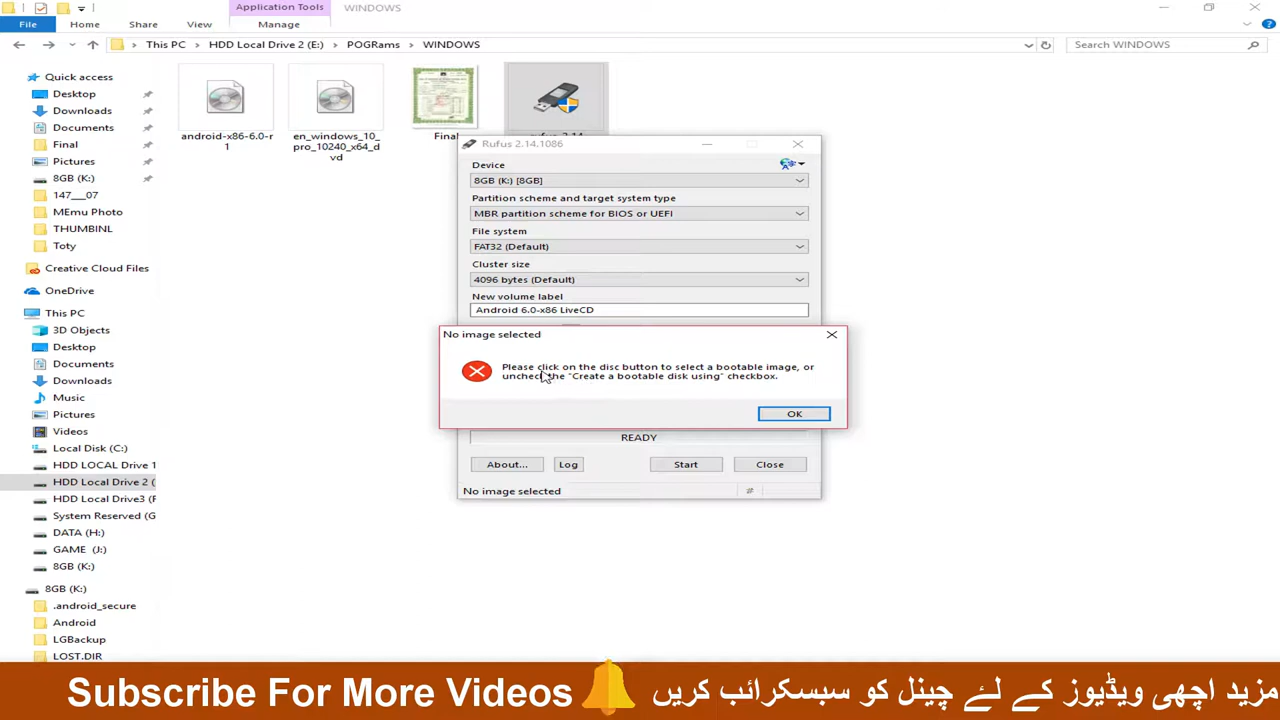 Application Tools
WINDOWS
File
Home
Share
View
Manage
This PC > HDD Local Drive 2 (E:) > POGRams > WINDOWS
Search WINDOWS
Quick access
Desktop
Downloads
Documents
Final
Pictures
8GB (K:)
147___07
MEmu Photo
THUMBINL
Toty
Creative Cloud Files
OneDrive
This PC
3D Objects
Desktop
Documents
Downloads
Music
Pictures
Videos
Local Disk (C:)
HDD LOCAL Drive 1
HDD Local Drive 2 (
HDD Local Drive3 (F
System Reserved (G
DATA (H:)
GAME (J:)
8GB (K:)
8GB (K:)
.android_secure
Android
LGBackup
LOST.DIR
android-x86-6.0-r
1
en_windows_10_
pro_10240_x64_d
vd
Final
rufus-2.14
Rufus 2.14.1086
Device
8GB (K:) [8GB]
Partition scheme and target system type
MBR partition scheme for BIOS or UEFI
File system
FAT32 (Default)
Cluster size
4096 bytes (Default)
New volume label
Android 6.0-x86 LiveCD
No image selected
Please click on the disc button to select a bootable image, or
uncheck the "Create a bootable disk using" checkbox.
OK
READY
About...
Log
Start
Close
No image selected
#
Subscribe For More Videos
مزید اچھی ویڈیوز کے لئے چینل کو سبسکرائب کریں